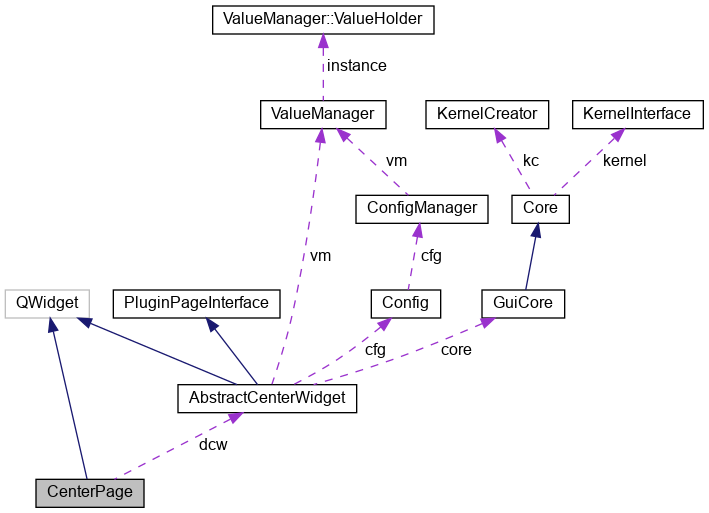 ValueManager::ValueHolder
instance
ValueManager
KernelCreator
KernelInterface
vm
kc
kernel
ConfigManager
Core
vm
cfg
QWidget
PluginPageInterface
Config
GuiCore
cfg
core
AbstractCenterWidget
dcw
CenterPage